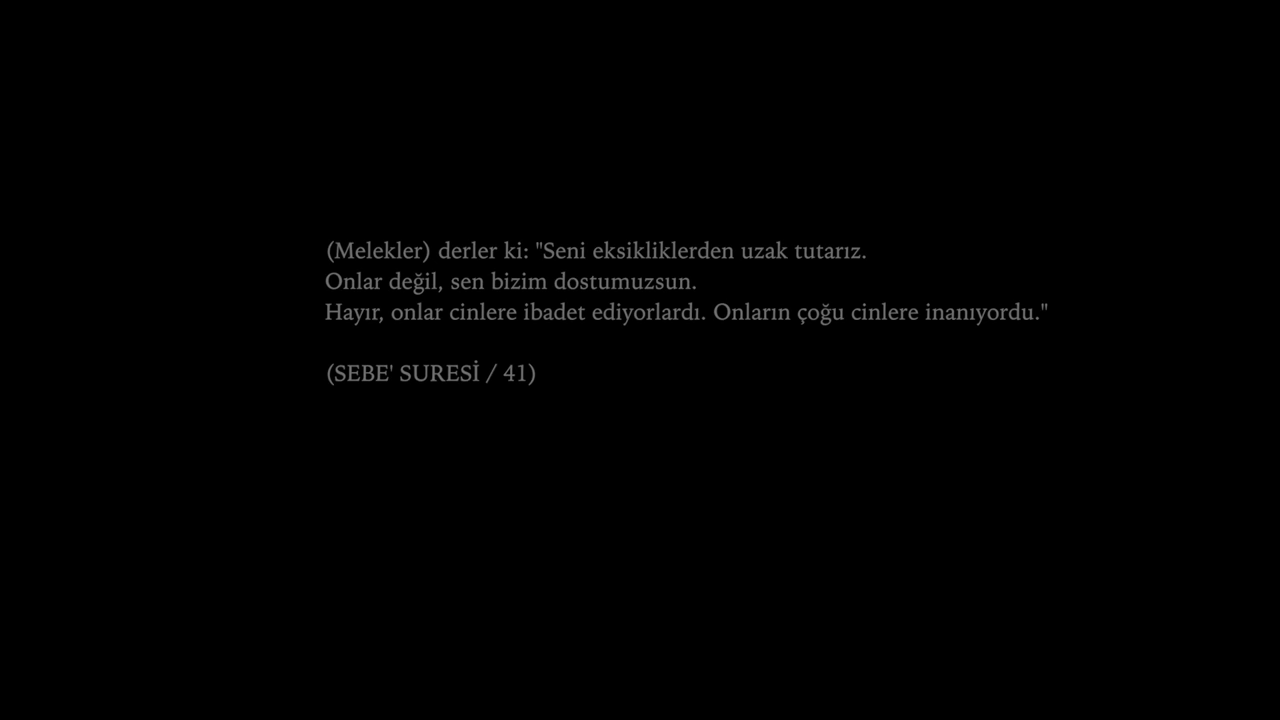 (Melekler) derler ki: "Seni eksikliklerden uzak tutarız.
Onlar değil, sen bizim dostumuzsun.
Hayır, onlar cinlere ibadet ediyorlardı. Onların çoğu cinlere inanıyordu."
(SEBE' SURESİ / 41)